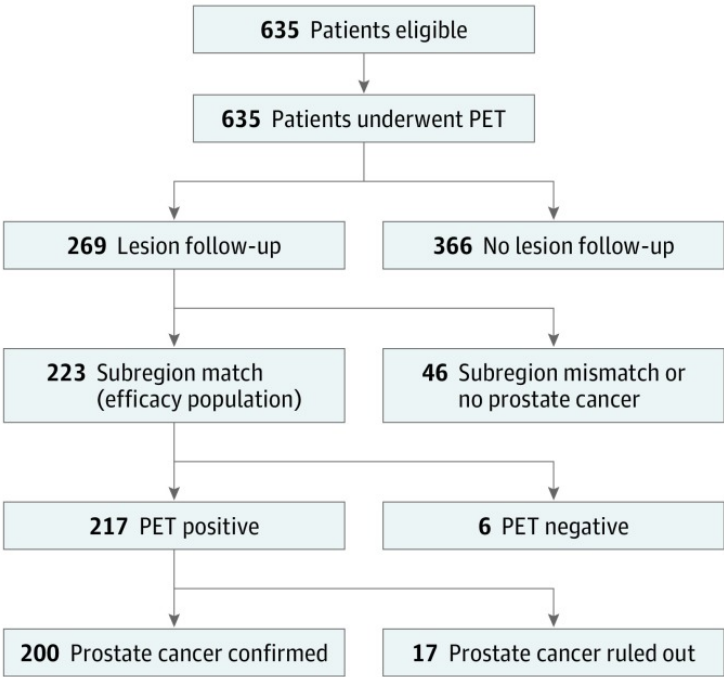 635 Patients eligible
635 Patients underwent PET
269 Lesion follow-up
366 No lesion follow-up
223 Subregion match
(efficacy population)
46 Subregion mismatch or
no prostate cancer
217 PET positive
6 PET negative
200 Prostate cancer confirmed
17 Prostate cancer ruled out